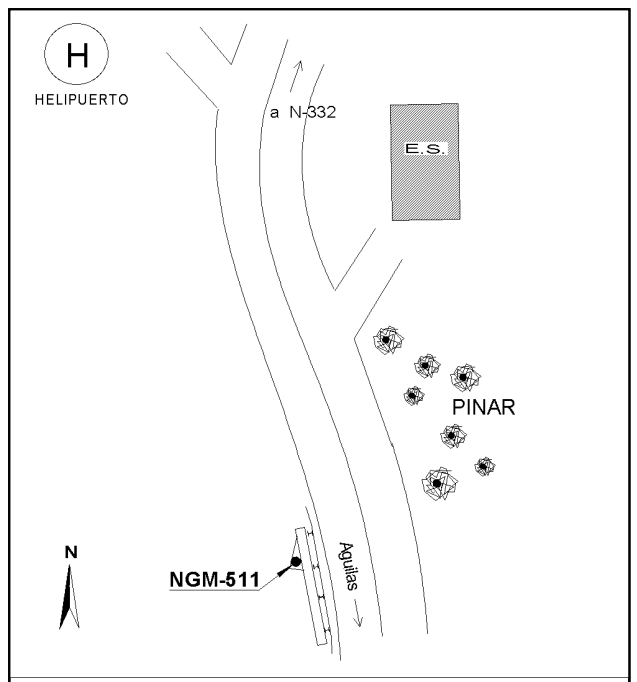 H
HELIPUERTO
a N-332
E.S.
PINAR
N
NGM-511
Aguilas